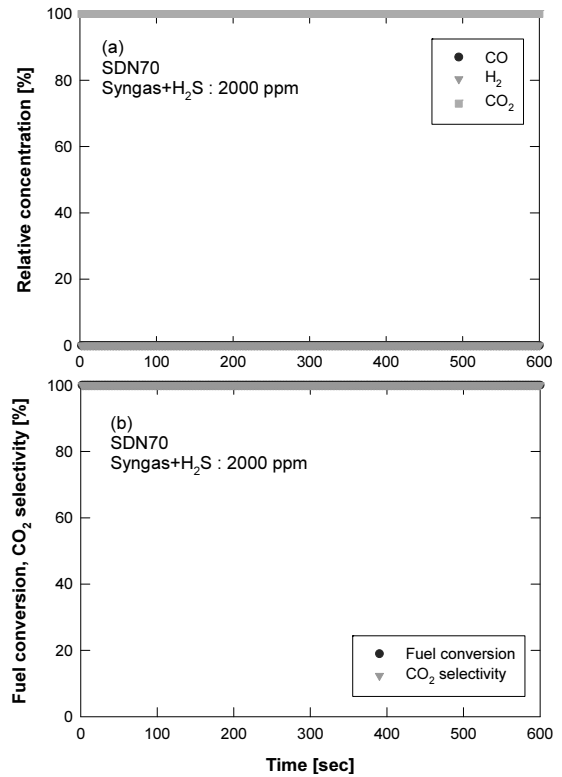 100
(a)
SDN70
Syngas+H₂S : 2000 ppm
CO
H₂
CO₂
80
60
40
20
0
Relative concentration [%]
0 100 200 300 400 500 600
100
(b)
SDN70
Syngas+H₂S : 2000 ppm
80
60
40
20
0
Fuel conversion, CO₂ selectivity [%]
Fuel conversion
CO₂ selectivity
0 100 200 300 400 500 600
Time [sec]